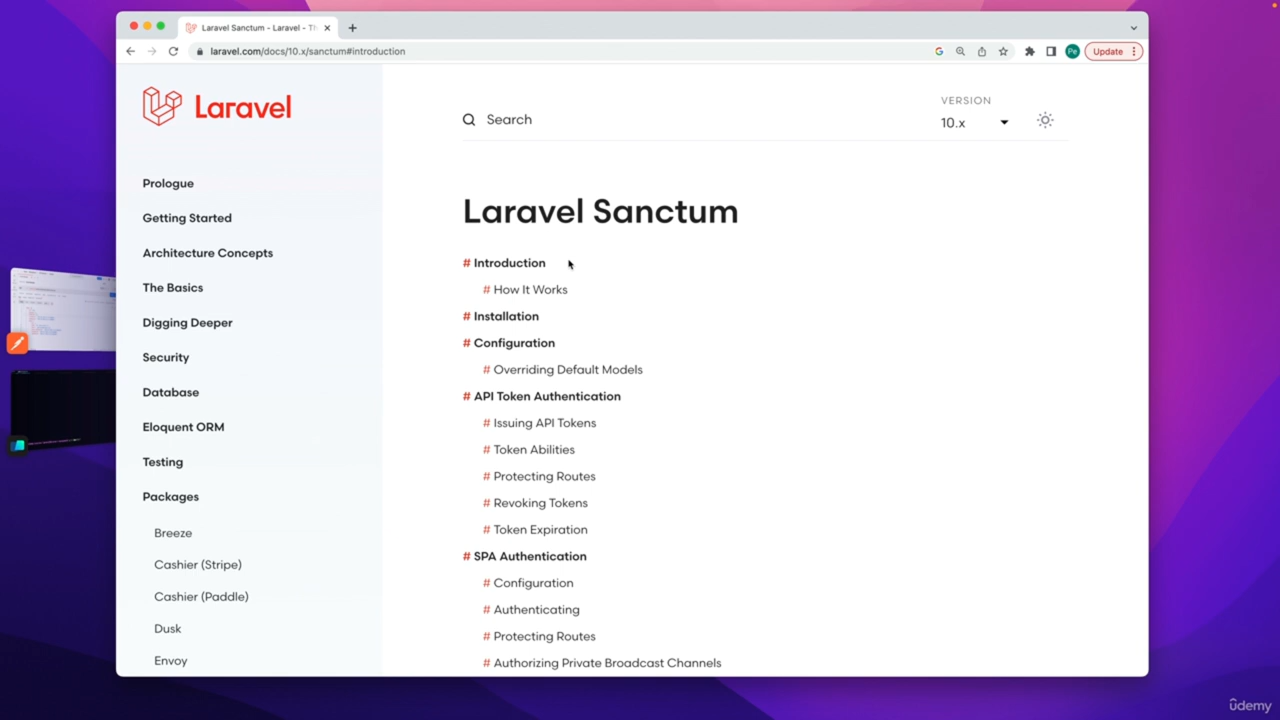 Laravel Sanctum - Laravel - Th
laravel.com/docs/10.x/sanctum#introduction
Pe
Update
Laravel
Search
VERSION
10.x
Prologue
Getting Started
Architecture Concepts
The Basics
Digging Deeper
Security
Database
Eloquent ORM
Testing
Packages
Breeze
Cashier (Stripe)
Cashier (Paddle)
Dusk
Envoy
Laravel Sanctum
# Introduction
# How It Works
# Installation
# Configuration
# Overriding Default Models
# API Token Authentication
# Issuing API Tokens
# Token Abilities
# Protecting Routes
# Revoking Tokens
# Token Expiration
# SPA Authentication
# Configuration
# Authenticating
# Protecting Routes
# Authorizing Private Broadcast Channels
ûdemy